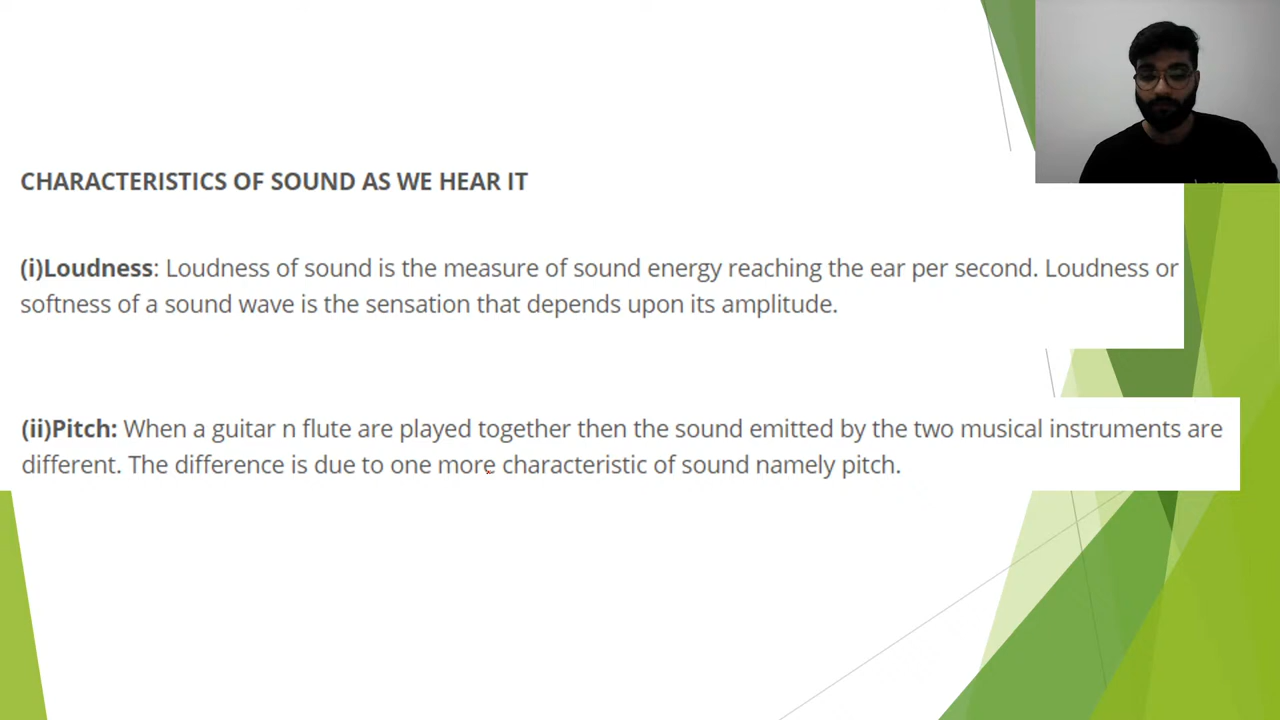 CHARACTERISTICS OF SOUND AS WE HEAR IT
(i)Loudness: Loudness of sound is the measure of sound energy reaching the ear per second. Loudness or
softness of a sound wave is the sensation that depends upon its amplitude.
(ii)Pitch: When a guitar n flute are played together then the sound emitted by the two musical instruments are
different. The difference is due to one more characteristic of sound namely pitch.